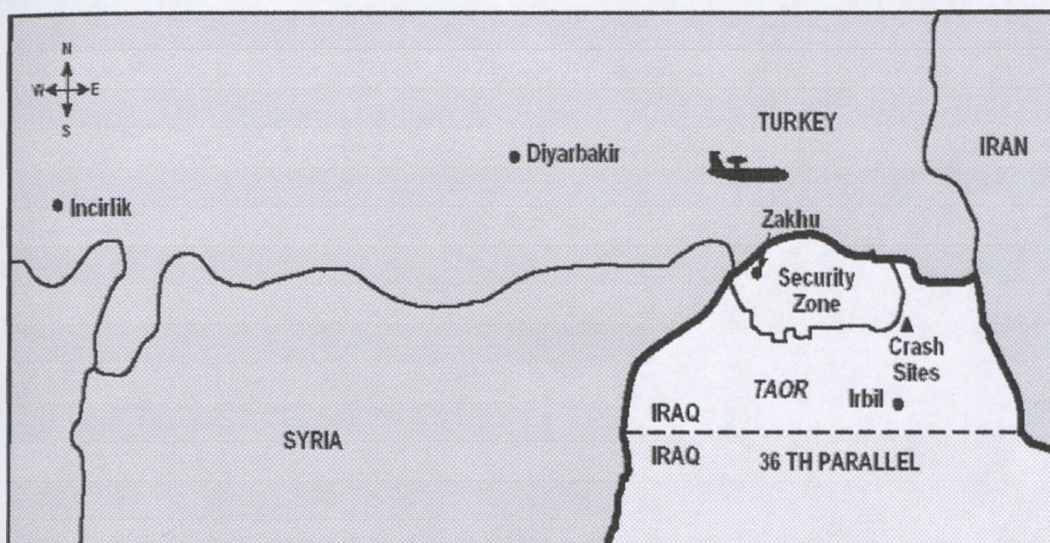 N
W E
S
TURKEY
IRAN
Diyarbakir
Incirlik
Zakhu
Security
Zone
Crash
Sites
TAOR
Irbil
IRAQ
SYRIA
IRAQ
36 TH PARALLEL